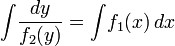 ∫ dy / f₂(y) = ∫ f₁(x) dx